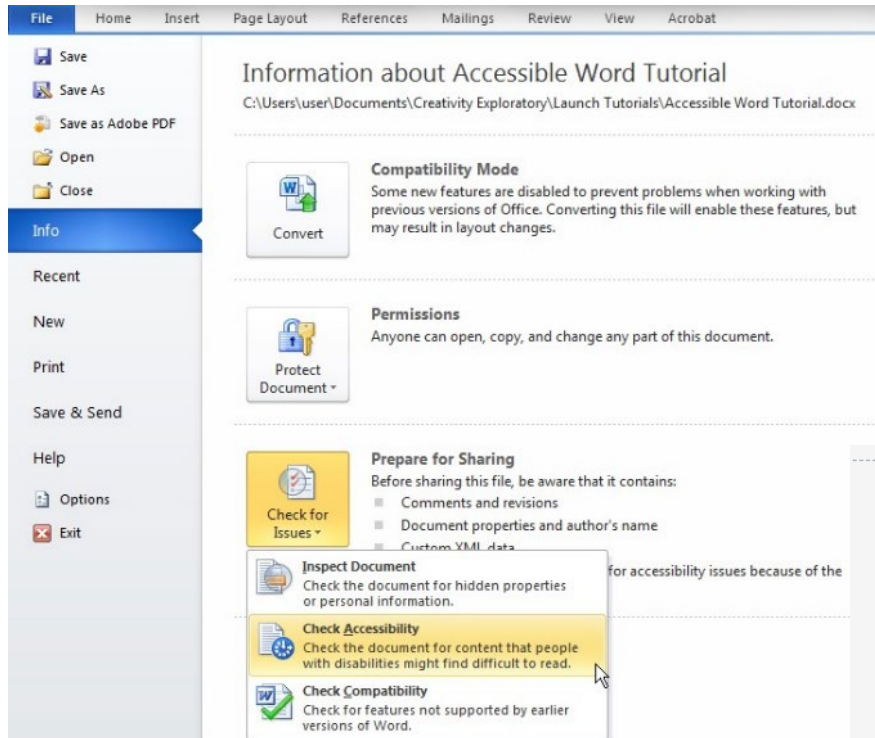 File Home Insert Page Layout References Mailings Review View Acrobat
Save
Save As
Save as Adobe PDF
Open
Close
Info
Recent
New
Print
Save & Send
Help
Options
Exit
Information about Accessible Word Tutorial
C:\Users\user\Documents\Creativity Exploratory\Launch Tutorials\Accessible Word Tutorial.docx
Convert
Compatibility Mode
Some new features are disabled to prevent problems when working with
previous versions of Office. Converting this file will enable these features, but
may result in layout changes.
Protect
Document
Permissions
Anyone can open, copy, and change any part of this document.
Check for
Issues
Prepare for Sharing
Before sharing this file, be aware that it contains:
Comments and revisions
Document properties and author's name
Custom XML data
for accessibility issues because of the
Inspect Document
Check the document for hidden properties
or personal information.
Check Accessibility
Check the document for content that people
with disabilities might find difficult to read.
Check Compatibility
Check for features not supported by earlier
versions of Word.